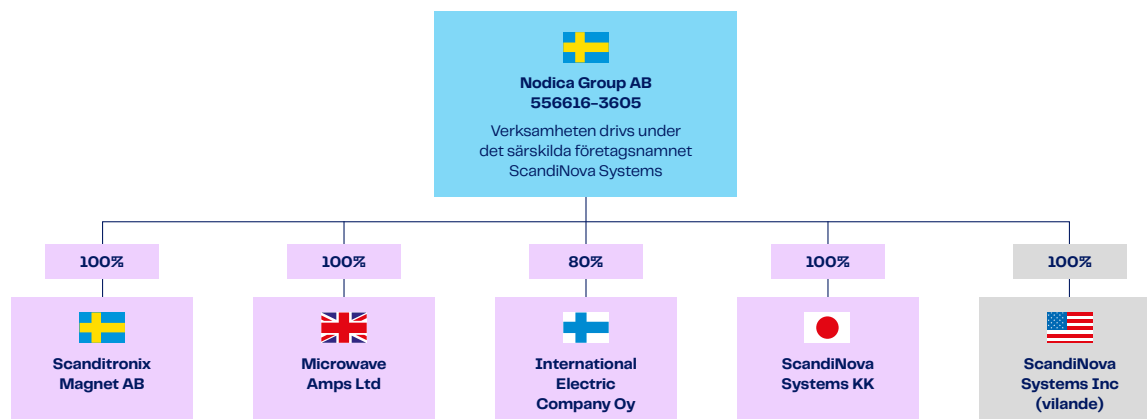 Nodica Group AB
556616-3605
Verksamheten drivs under
det särskilda företagsnamnet
ScandiNova Systems
100%
100%
80%
100%
100%
Scanditronix
Magnet AB
Microwave
Amps Ltd
International
Electric
Company Oy
ScandiNova
Systems KK
ScandiNova
Systems Inc
(vilande)